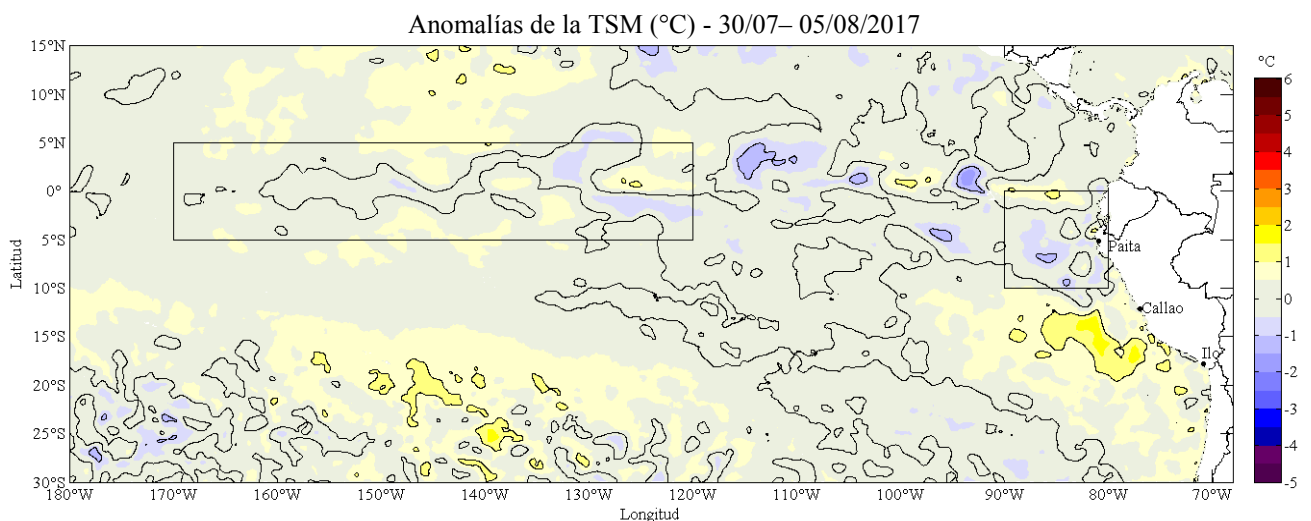 Anomalías de la TSM (°C) - 30/07– 05/08/2017
°C
15°N
10°N
5°N
0°
5°S
10°S
15°S
20°S
25°S
30°S
Latitud
180°W
170°W
160°W
150°W
140°W
130°W
120°W
110°W
100°W
90°W
80°W
70°W
Longitud
Paita
Callao
Ilo
6
5
4
3
2
1
0
-1
-2
-3
-4
-5